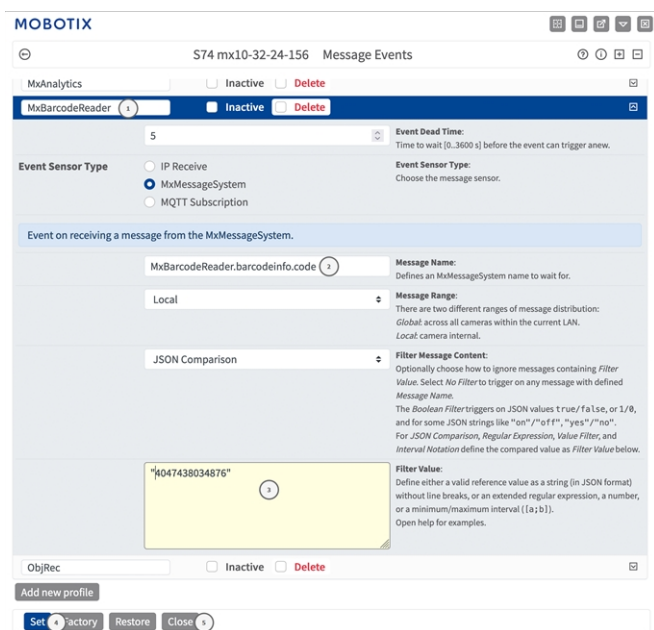 MOBOTIX
S74 mx10-32-24-156 Message Events
MxAnalytics Inactive Delete
MxBarcodeReader 1 Inactive Delete
5
Event Dead Time:
Time to wait [0..3600 s] before the event can trigger anew.
Event Sensor Type
IP Receive
MxMessageSystem
MQTT Subscription
Event Sensor Type:
Choose the message sensor.
Event on receiving a message from the MxMessageSystem.
MxBarcodeReader.barcodeinfo.code 2
Message Name:
Defines an MxMessageSystem name to wait for.
Local
Message Range:
There are two different ranges of message distribution:
Global: across all cameras within the current LAN.
Local: camera internal.
JSON Comparison
Filter Message Content:
Optionally choose how to ignore messages containing Filter
Value. Select No Filter to trigger on any message with defined
Message Name.
The Boolean Filter triggers on JSON values true/false, or 1/0,
and for some JSON strings like "on"/"off", "yes"/"no".
For JSON Comparison, Regular Expression, Value Filter, and
Interval Notation define the compared value as Filter Value below.
"4047438034876"
3
Filter Value:
Define either a valid reference value as a string (in JSON format)
without line breaks, or an extended regular expression, a number,
or a minimum/maximum interval ([a;b]).
Open help for examples.
ObjRec Inactive Delete
Add new profile
Set 4 actory Restore Close 5